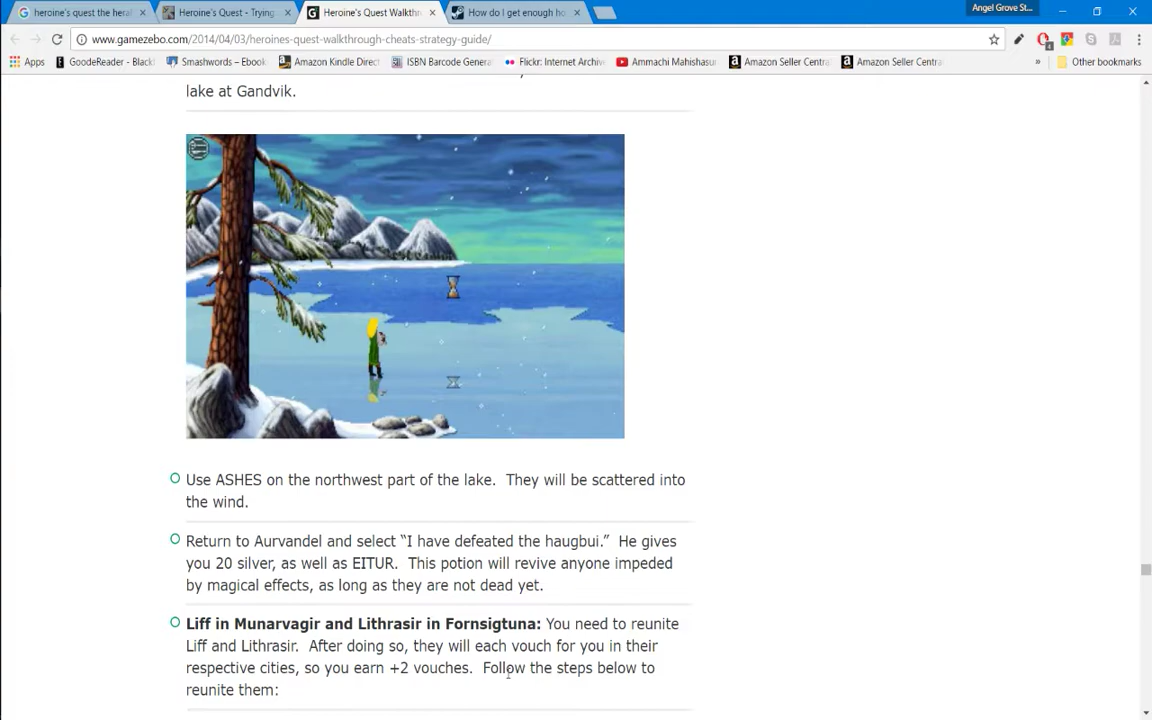 heroine's quest the hera
Heroine's Quest - Trying
Heroine's Quest Walkthr
How do I get enough ho
Angel Grove St...
www.gamezebo.com/2014/04/03/heroines-quest-walkthrough-cheats-strategy-guide/
Apps
GoodeReader - Black
Smashwords – Ebook
Amazon Kindle Direct
ISBN Barcode Genera
Flickr: Internet Archiv
Ammachi Mahishasu
Amazon Seller Centra
Amazon Seller Centra
»
Other bookmarks
lake at Gandvik.
Use ASHES on the northwest part of the lake. They will be scattered into
the wind.
Return to Aurvandel and select “I have defeated the haugbui.” He gives
you 20 silver, as well as EITUR. This potion will revive anyone impeded
by magical effects, as long as they are not dead yet.
Liff in Munarvagir and Lithrasir in Fornsigtuna: You need to reunite
Liff and Lithrasir. After doing so, they will each vouch for you in their
respective cities, so you earn +2 vouches. Follow the steps below to
reunite them: